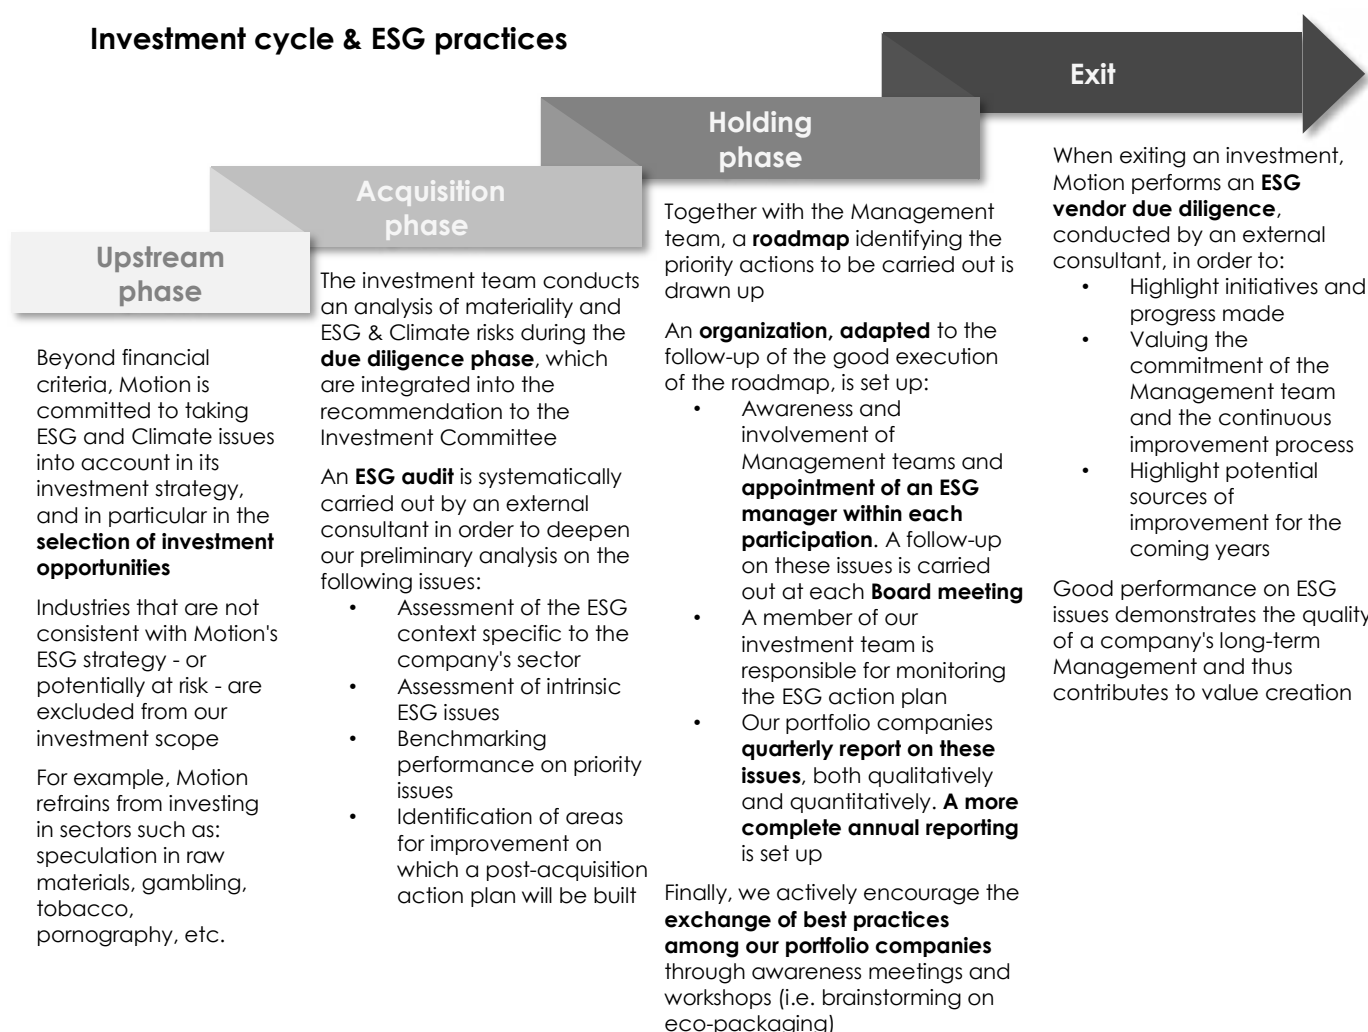 Investment cycle & ESG practices
Upstream
phase
Beyond financial
criteria, Motion is
committed to taking
ESG and Climate issues
into account in its
investment strategy,
and in particular in the
selection of investment
opportunities
Industries that are not
consistent with Motion's
ESG strategy - or
potentially at risk - are
excluded from our
investment scope
For example, Motion
refrains from investing
in sectors such as:
speculation in raw
materials, gambling,
tobacco,
pornography, etc.
Acquisition
phase
The investment team conducts
an analysis of materiality and
ESG & Climate risks during the
due diligence phase, which
are integrated into the
recommendation to the
Investment Committee
An ESG audit is systematically
carried out by an external
consultant in order to deepen
our preliminary analysis on the
following issues:
• Assessment of the ESG
context specific to the
company's sector
• Assessment of intrinsic
ESG issues
• Benchmarking
performance on priority
issues
• Identification of areas
for improvement on
which a post-acquisition
action plan will be built
Holding
phase
Together with the Management
team, a roadmap identifying the
priority actions to be carried out is
drawn up
An organization, adapted to the
follow-up of the good execution
of the roadmap, is set up:
• Awareness and
involvement of
Management teams and
appointment of an ESG
manager within each
participation. A follow-up
on these issues is carried
out at each Board meeting
• A member of our
investment team is
responsible for monitoring
the ESG action plan
• Our portfolio companies
quarterly report on these
issues, both qualitatively
and quantitatively. A more
complete annual reporting
is set up
Finally, we actively encourage the
exchange of best practices
among our portfolio companies
through awareness meetings and
workshops (i.e. brainstorming on
eco-packaging)
Exit
When exiting an investment,
Motion performs an ESG
vendor due diligence,
conducted by an external
consultant, in order to:
• Highlight initiatives and
progress made
• Valuing the
commitment of the
Management team
and the continuous
improvement process
• Highlight potential
sources of
improvement for the
coming years
Good performance on ESG
issues demonstrates the quality
of a company's long-term
Management and thus
contributes to value creation